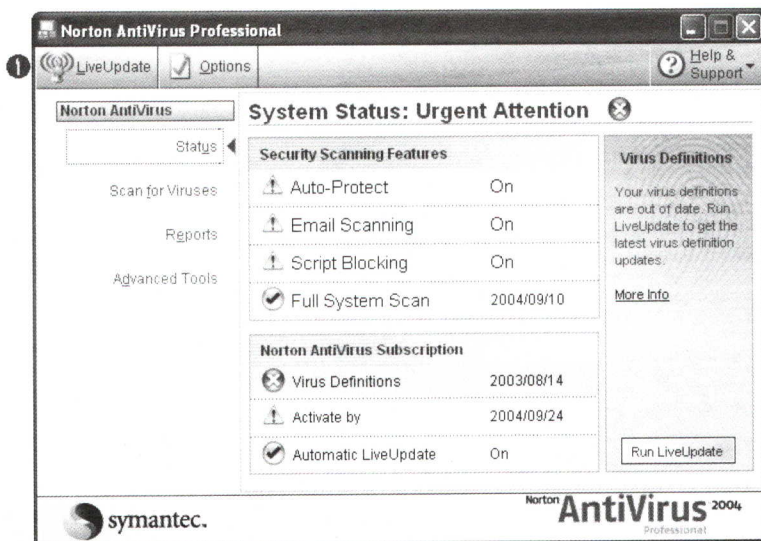 Norton AntiVirus Professional
1 LiveUpdate Options Help & Support
Norton AntiVirus
Status
Scan for Viruses
Reports
Advanced Tools
System Status: Urgent Attention
Security Scanning Features
Auto-Protect On
Email Scanning On
Script Blocking On
Full System Scan 2004/09/10
Norton AntiVirus Subscription
Virus Definitions 2003/08/14
Activate by 2004/09/24
Automatic LiveUpdate On
Virus Definitions
Your virus definitions
are out of date. Run
LiveUpdate to get the
latest virus definition
updates.
More Info
Run LiveUpdate
symantec.
Norton AntiVirus 2004
Professional